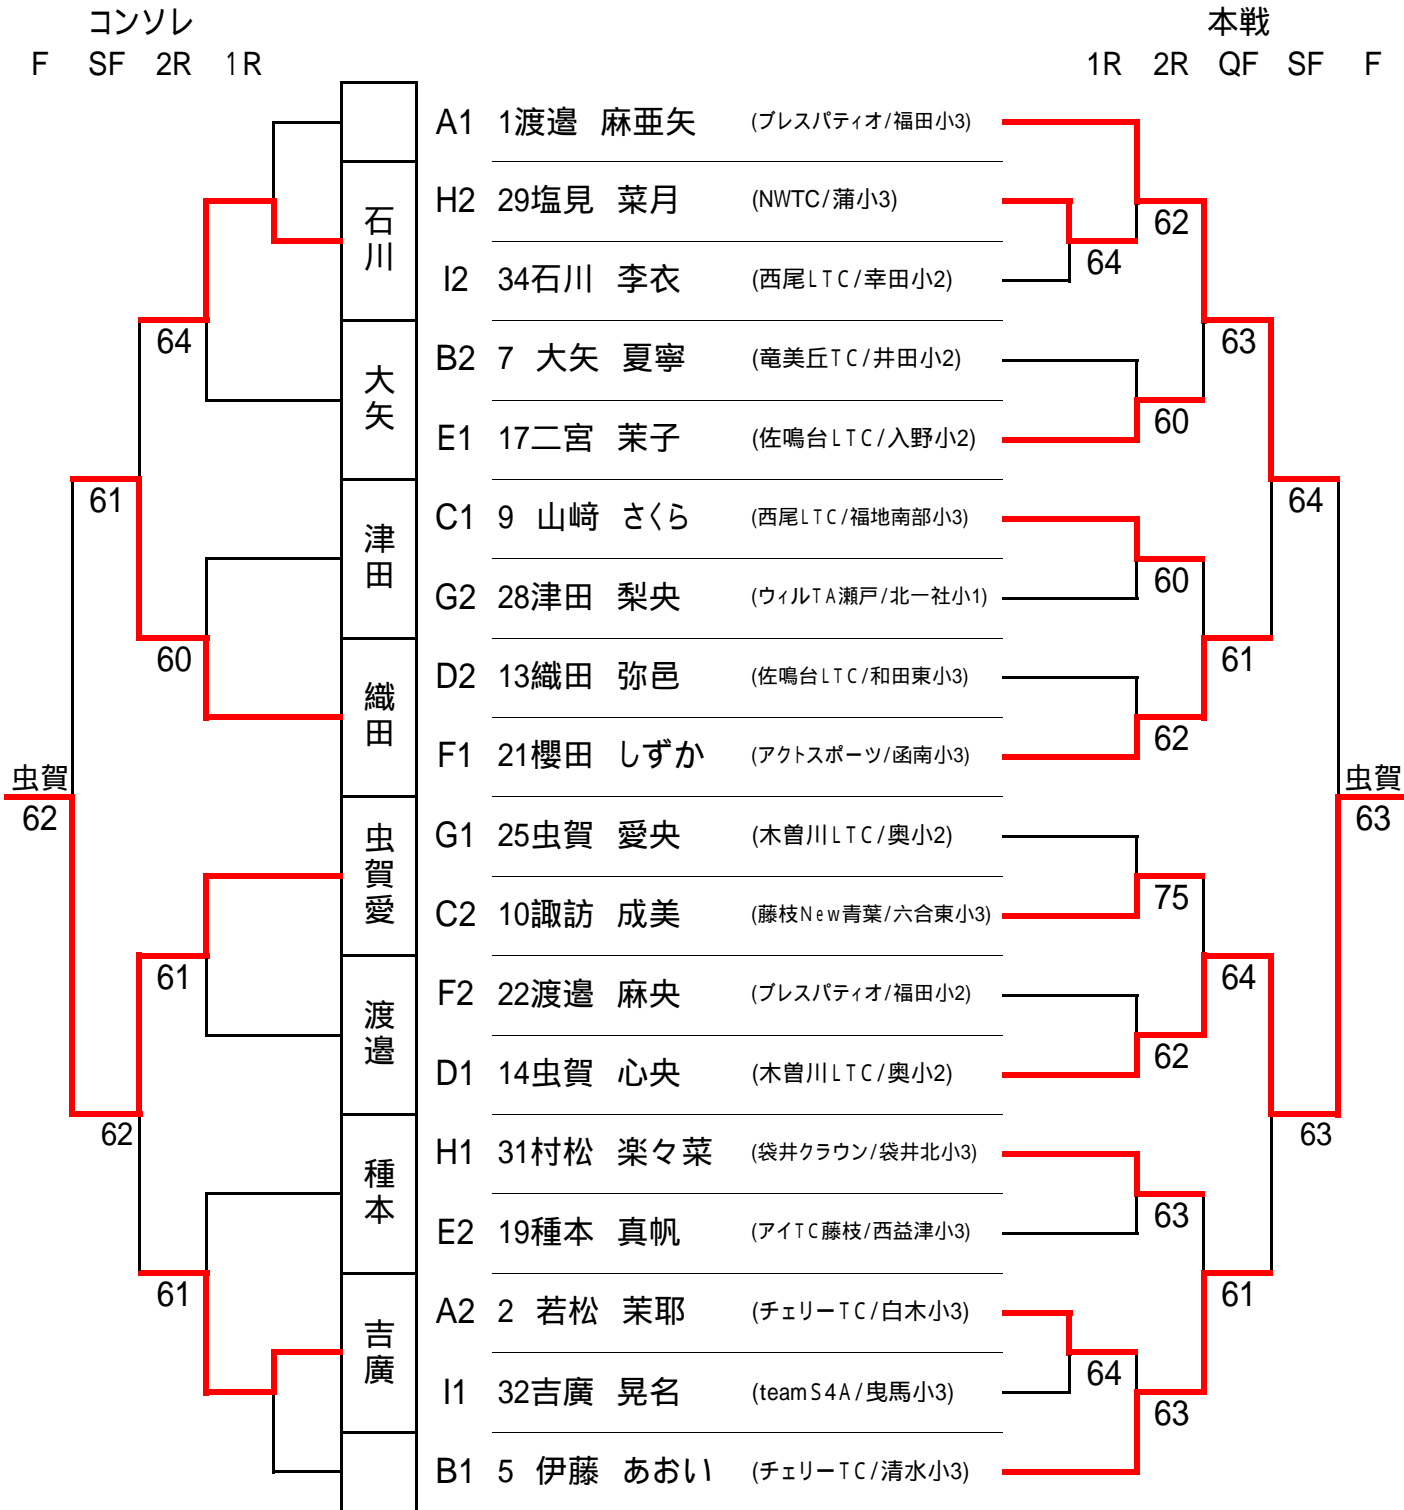 コンソレ 本戦
F SF 2R 1R 1R 2R QF SF F
A1 1渡邉 麻亜矢 (ブレスパティオ/福田小3)
H2 29塩見 菜月 (NWTC/蒲小3) 62
石川 64
I2 34石川 李衣 (西尾LTC/幸田小2)
64 63
B2 7 大矢 夏寧 (竜美丘TC/井田小2)
大矢 60
E1 17二宮 茉子 (佐鳴台LTC/入野小2)
61 64
C1 9 山﨑 さくら (西尾LTC/福地南部小3)
津田 60
G2 28津田 梨央 (ウィルTA瀬戸/北一社小1)
60 61
D2 13織田 弥邑 (佐鳴台LTC/和田東小3)
織田 62
F1 21櫻田 しずか (アクトスポーツ/函南小3)
虫賀 虫賀
62 63
G1 25虫賀 愛央 (木曽川LTC/奥小2)
虫賀愛 75
C2 10諏訪 成美 (藤枝New青葉/六合東小3)
61 64
F2 22渡邉 麻央 (ブレスパティオ/福田小2)
渡邉 62
D1 14虫賀 心央 (木曽川LTC/奥小2)
62 63
H1 31村松 楽々菜 (袋井クラウン/袋井北小3)
種本 63
E2 19種本 真帆 (アイTC藤枝/西益津小3)
61 61
A2 2 若松 茉耶 (チェリーTC/白木小3)
吉廣 64
I1 32吉廣 晃名 (teamS4A/曳馬小3)
63
B1 5 伊藤 あおい (チェリーTC/清水小3)